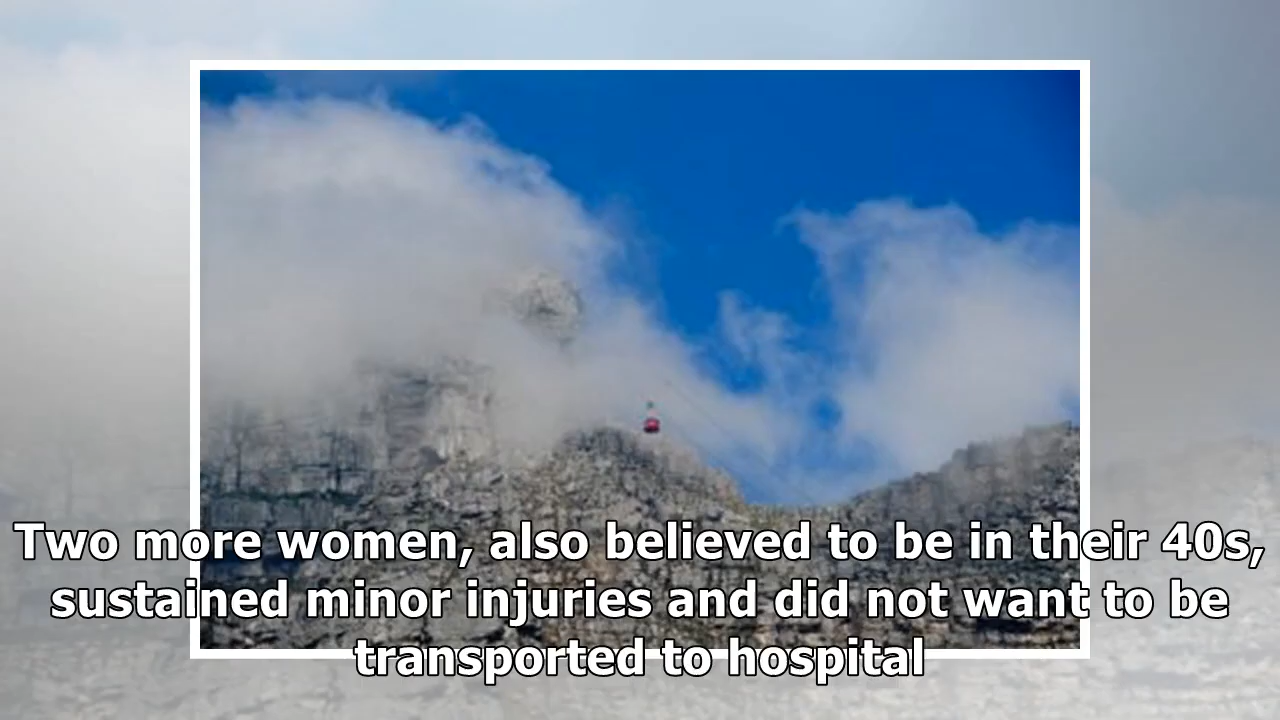 Two more women, also believed to be in their 40s,
sustained minor injuries and did not want to be
transported to hospital